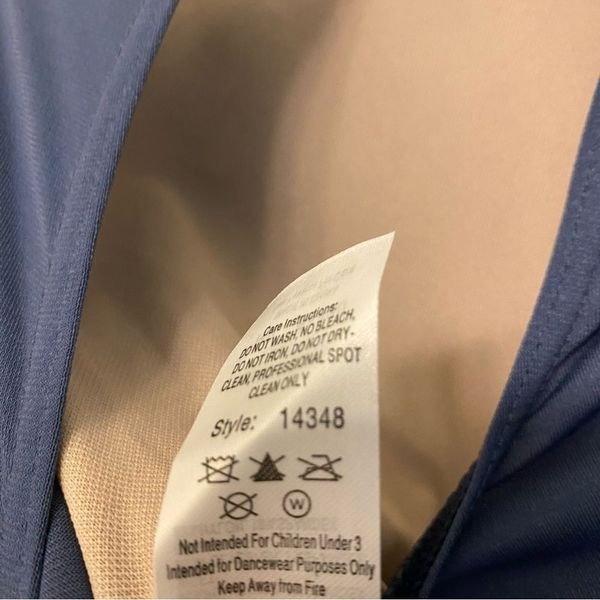 Care Instructions:
DO NOT WASH, NO BLEACH,
DO NOT IRON, DO NOT DRY-
CLEAN, PROFESSIONAL SPOT
CLEAN ONLY
Style: 14348
W
Not Intended For Children Under 3
Intended for Dancewear Purposes Only
Keep Away from Fire